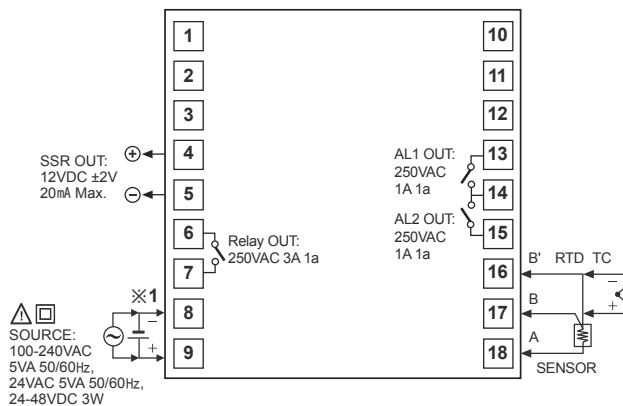 1
2
3
4
5
6
7
8
9
10
11
12
13
14
15
16
17
18
SSR OUT:
12VDC ±2V
20㎃ Max.
+
−
Relay OUT:
250VAC 3A 1a
AL1 OUT:
250VAC
1A 1a
AL2 OUT:
250VAC
1A 1a
※1
−
+
SOURCE:
100-240VAC
5VA 50/60Hz,
24VAC 5VA 50/60Hz,
24-48VDC 3W
B' RTD TC
−
B
+
A
SENSOR